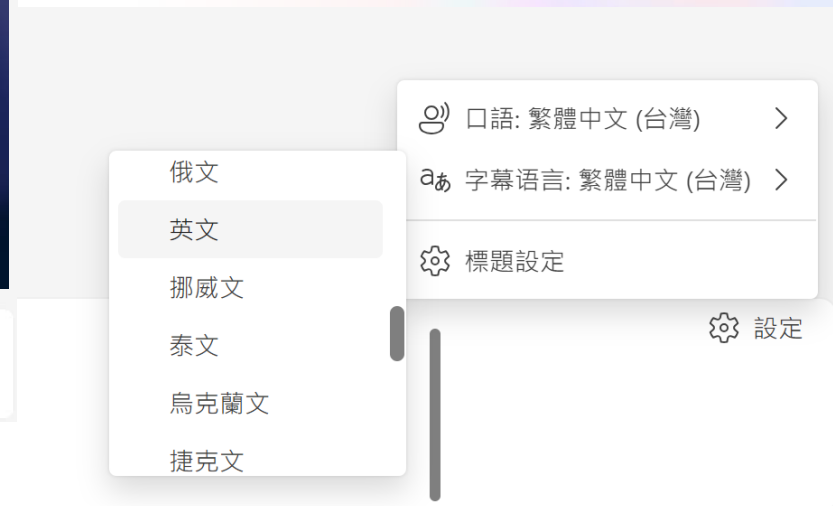 口語: 繁體中文 (台灣)
字幕语言: 繁體中文 (台灣)
標題設定
設定
俄文
英文
挪威文
泰文
烏克蘭文
捷克文